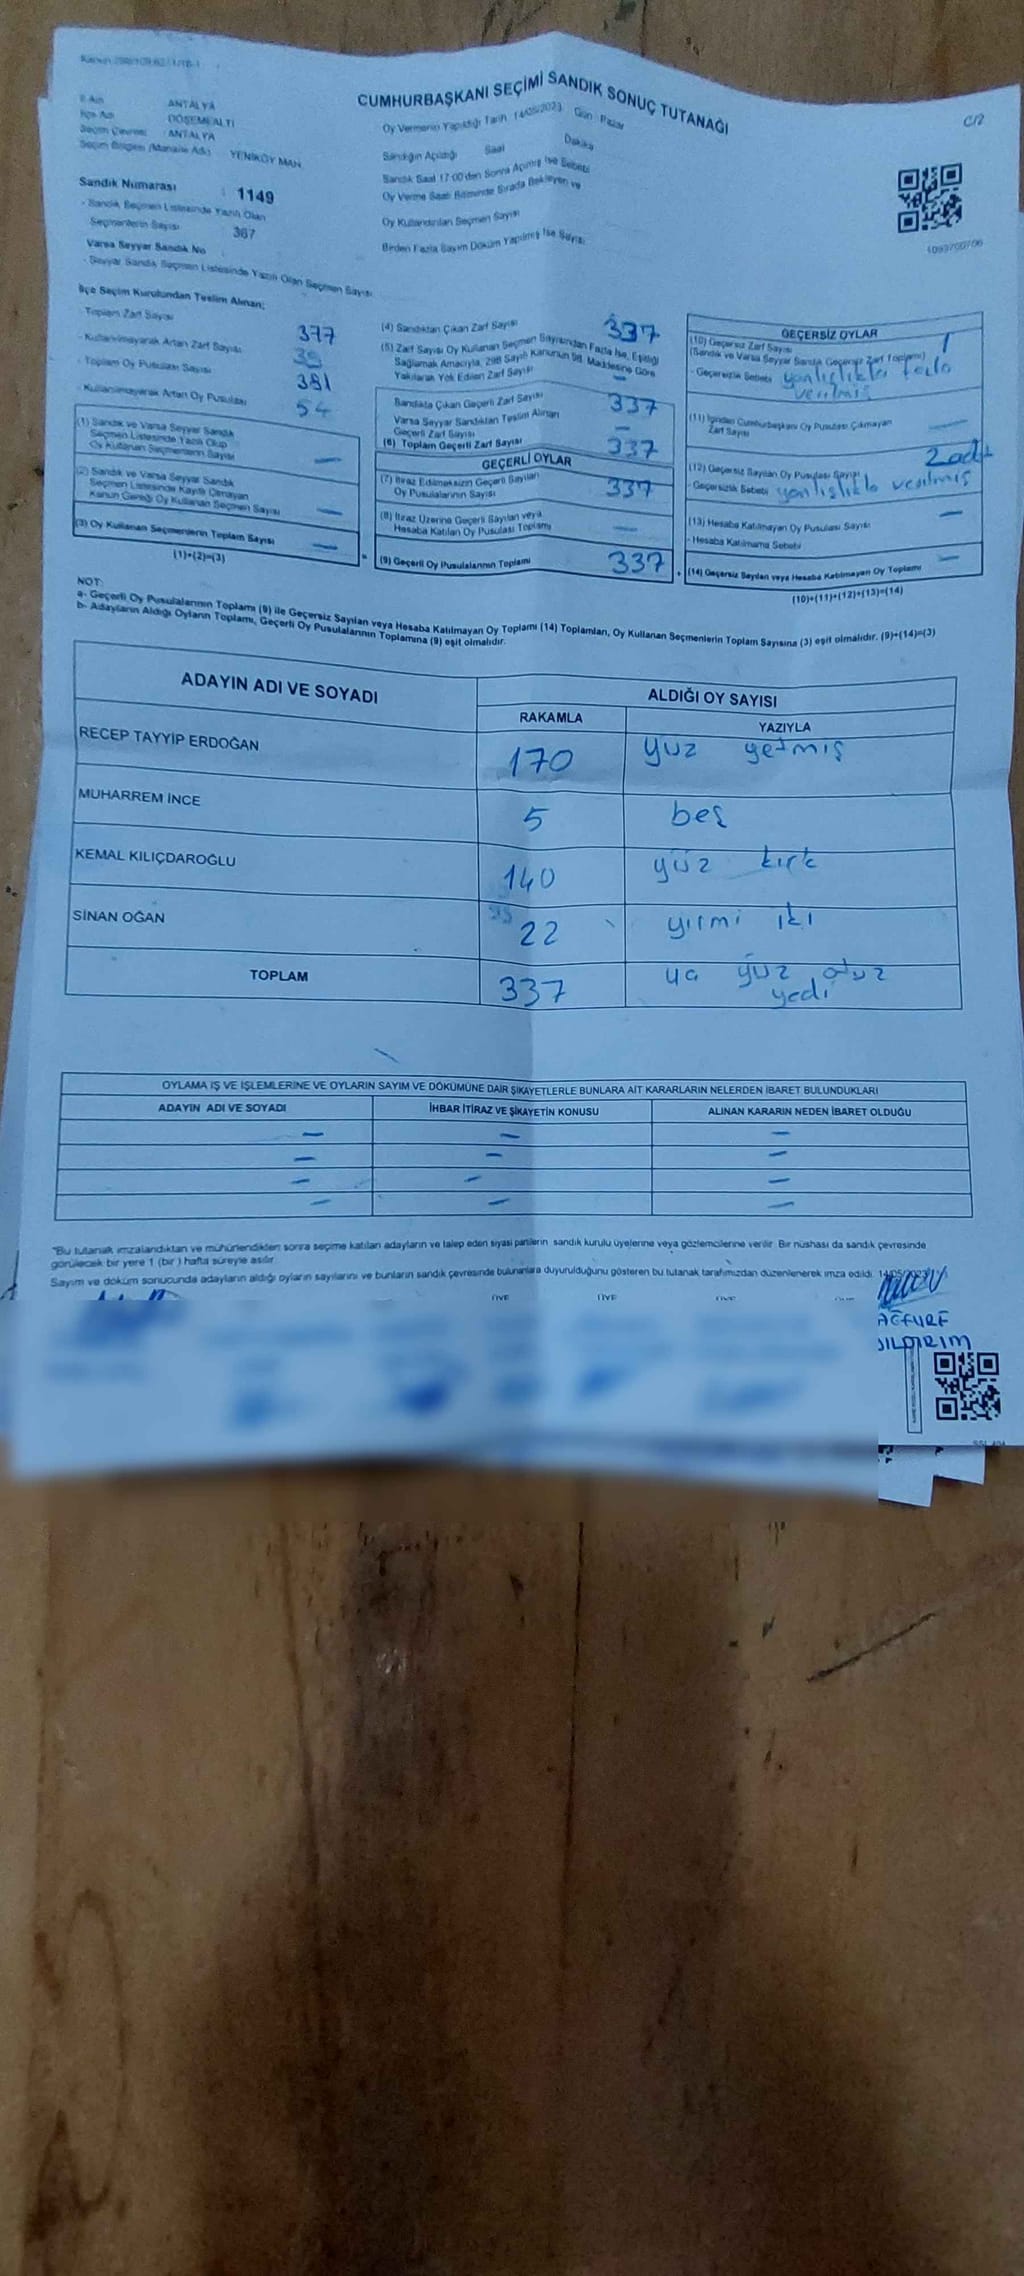 CUMHURBAŞKANI SEÇİMİ SANDIK SONUÇ TUTANAĞI
C/2
İl Adı ANTALYA
İlçe Adı DÖŞEMEALTI
Seçim Çevresi : ANTALYA
Seçim Bölgesi (Mahalle Adı) YENİKÖY MAH.
Oy Vermenin Yapıldığı Tarih 14/05/2023 Gün : Pazar
Sandığın Açıldığı Saat Dakika
Sandık Saat 17:00'den Sonra Açılmış İse Sebebi
Oy Verme Saati Bitiminde Sırada Bekleyen ve
Oy Kullandırılan Seçmen Sayısı
Birden Fazla Sayım Döküm Yapılmış İse Sayısı
Sandık Numarası : 1149
- Sandık Seçmen Listesinde Yazılı Olan
Seçmenlerin Sayısı 367
Varsa Seyyar Sandık No
- Seyyar Sandık Seçmen Listesinde Yazılı Olan Seçmen Sayısı
İlçe Seçim Kurulundan Teslim Alınan;
- Toplam Zarf Sayısı 377
- Kullanılmayarak Artan Zarf Sayısı
- Toplam Oy Pusulası Sayısı 381
- Kullanılmayarak Artan Oy Pusulası 54
(1) Sandık ve Varsa Seyyar Sandık
Seçmen Listesinde Yazılı Olup
Oy Kullanan Seçmenlerin Sayısı —
(2) Sandık ve Varsa Seyyar Sandık
Seçmen Listesinde Kayıtlı Olmayan
Kanun Gereği Oy Kullanan Seçmen Sayısı —
(3) Oy Kullanan Seçmenlerin Toplam Sayısı —
(1)+(2)=(3)
(4) Sandıktan Çıkan Zarf Sayısı 337
(5) Zarf Sayısı Oy Kullanan Seçmen Sayısından Fazla İse, Eşitliği
Sağlamak Amacıyla, 298 Sayılı Kanunun 98. Maddesine Göre
Yakılarak Yok Edilen Zarf Sayısı —
Sandıkta Çıkan Geçerli Zarf Sayısı 337
Varsa Seyyar Sandıktan Teslim Alınan
Geçerli Zarf Sayısı —
(6) Toplam Geçerli Zarf Sayısı 337
GEÇERLİ OYLAR
(7) İtiraz Edilmeksizin Geçerli Sayılan
Oy Pusulalarının Sayısı 337
(8) İtiraz Üzerine Geçerli Sayılan veya
Hesaba Katılan Oy Pusulası Toplamı —
(9) Geçerli Oy Pusulalarının Toplamı 337
GEÇERSİZ OYLAR
(10) Geçersiz Zarf Sayısı 1
(Sandık ve Varsa Seyyar Sandık Geçersiz Zarf Toplamı)
- Geçersizlik Sebebi yanlışlıkla fazla
verilmiş
(11) İçinden Cumhurbaşkanı Oy Pusulası Çıkmayan
Zarf Sayısı —
(12) Geçersiz Sayılan Oy Pusulası Sayısı 2 adet
- Geçersizlik Sebebi yanlışlıkla verilmiş
(13) Hesaba Katılmayan Oy Pusulası Sayısı —
- Hesaba Katılmama Sebebi
(14) Geçersiz Sayılan veya Hesaba Katılmayan Oy Toplamı —
(10)+(11)+(12)+(13)=(14)
NOT:
a- Geçerli Oy Pusulalarının Toplamı (9) ile Geçersiz Sayılan veya Hesaba Katılmayan Oy Toplamı (14) Toplamları, Oy Kullanan Seçmenlerin Toplam Sayısına (3) eşit olmalıdır. (9)+(14)=(3)
b- Adayların Aldığı Oyların Toplamı, Geçerli Oy Pusulalarının Toplamına (9) eşit olmalıdır.
ADAYIN ADI VE SOYADI ALDIĞI OY SAYISI
RAKAMLA YAZIYLA
RECEP TAYYİP ERDOĞAN 170 yüz yetmiş
MUHARREM İNCE 5 beş
KEMAL KILIÇDAROĞLU 140 yüz kırk
SİNAN OĞAN 22 yirmi iki
TOPLAM 337 üç yüz otuz
yedi
OYLAMA İŞ VE İŞLEMLERİNE VE OYLARIN SAYIM VE DÖKÜMÜNE DAİR ŞİKAYETLERLE BUNLARA AİT KARARLARIN NELERDEN İBARET BULUNDUKLARI
ADAYIN ADI VE SOYADI İHBAR İTİRAZ VE ŞİKAYETİN KONUSU ALINAN KARARIN NEDEN İBARET OLDUĞU
— — —
— — —
— — —
— — —
"Bu tutanak imzalandıktan ve mühürlendikten sonra seçime katılan adayların ve talep eden siyasi partilerin sandık kurulu üyelerine veya gözlemcilerine verilir. Bir nüshası da sandık çevresinde
görülecek bir yere 1 (bir ) hafta süreyle asılır.
Sayım ve döküm sonucunda adayların aldığı oyların sayılarını ve bunların sandık çevresinde bulunanlara duyurulduğunu gösteren bu tutanak tarafımızdan düzenlenerek imza edildi.
ÜYE ÜYE ÜYE